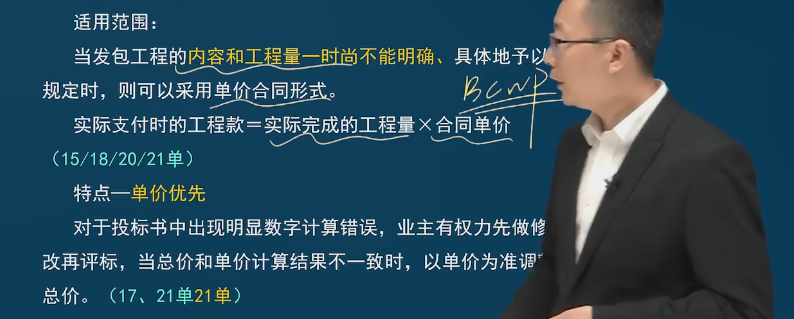 适用范围：
当发包工程的内容和工程量一时尚不能明确、具体地予以
规定时，则可以采用单价合同形式。
BCWP
实际支付时的工程款＝实际完成的工程量×合同单价
（15/18/20/21单）
特点—单价优先
对于投标书中出现明显数字计算错误，业主有权力先做修
改再评标，当总价和单价计算结果不一致时，以单价为准调
总价。（17、21单21单）